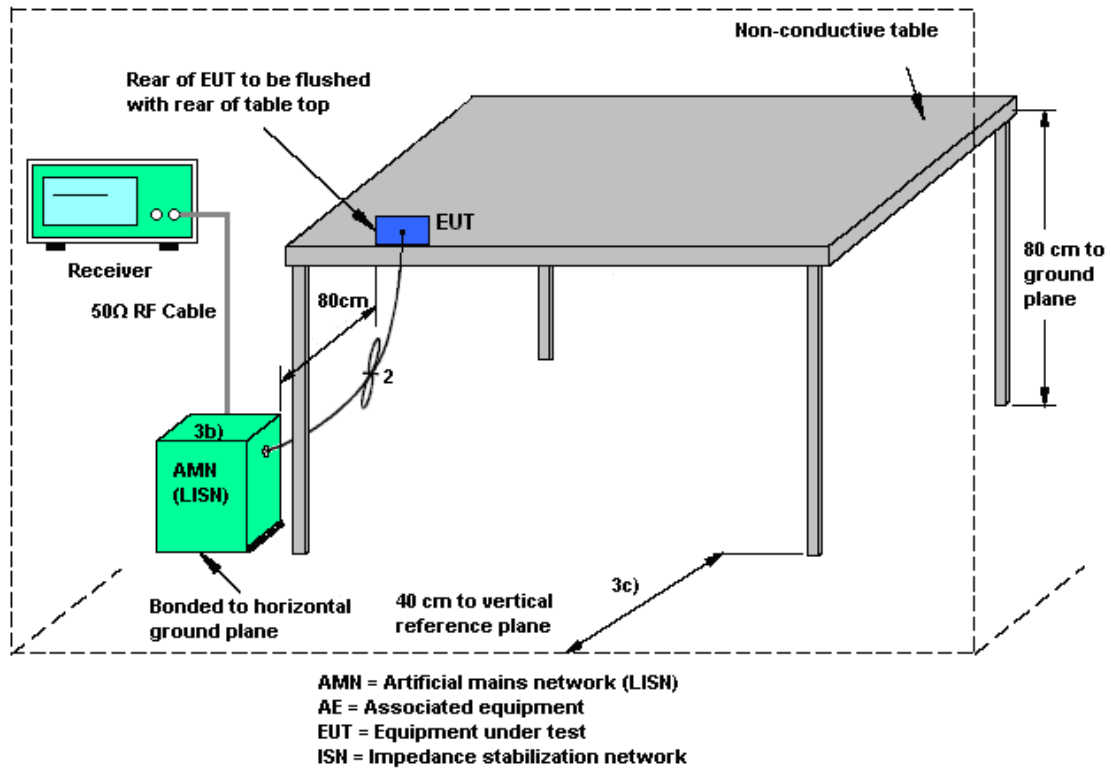 Non-conductive table
Rear of EUT to be flushed
with rear of table top
EUT
Receiver
80 cm to
ground
plane
50Ω RF Cable
80cm
2
3b)
AMN
(LISN)
3c)
Bonded to horizontal
ground plane
40 cm to vertical
reference plane
AMN = Artificial mains network (LISN)
AE = Associated equipment
EUT = Equipment under test
ISN = Impedance stabilization network